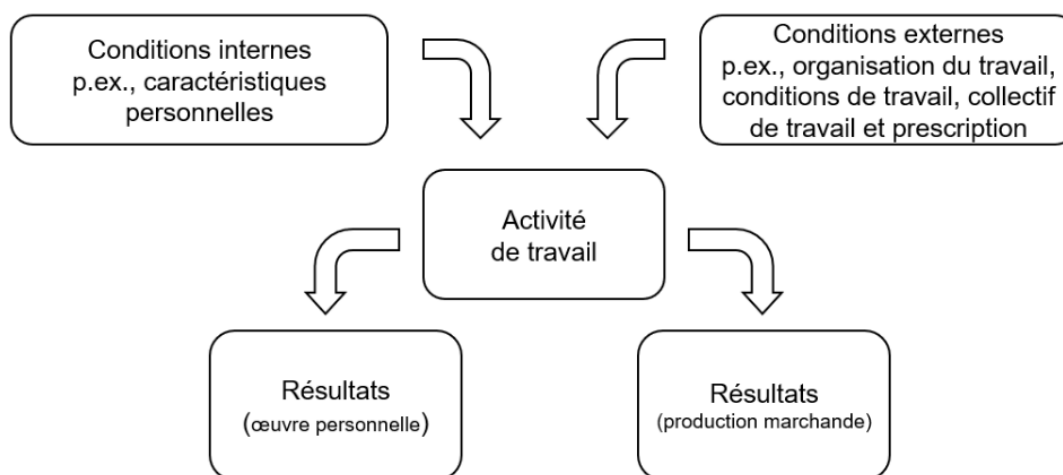 Conditions internes
p.ex., caractéristiques
personnelles
Conditions externes
p.ex., organisation du travail,
conditions de travail, collectif
de travail et prescription
Activité
de travail
Résultats
(œuvre personnelle)
Résultats
(production marchande)